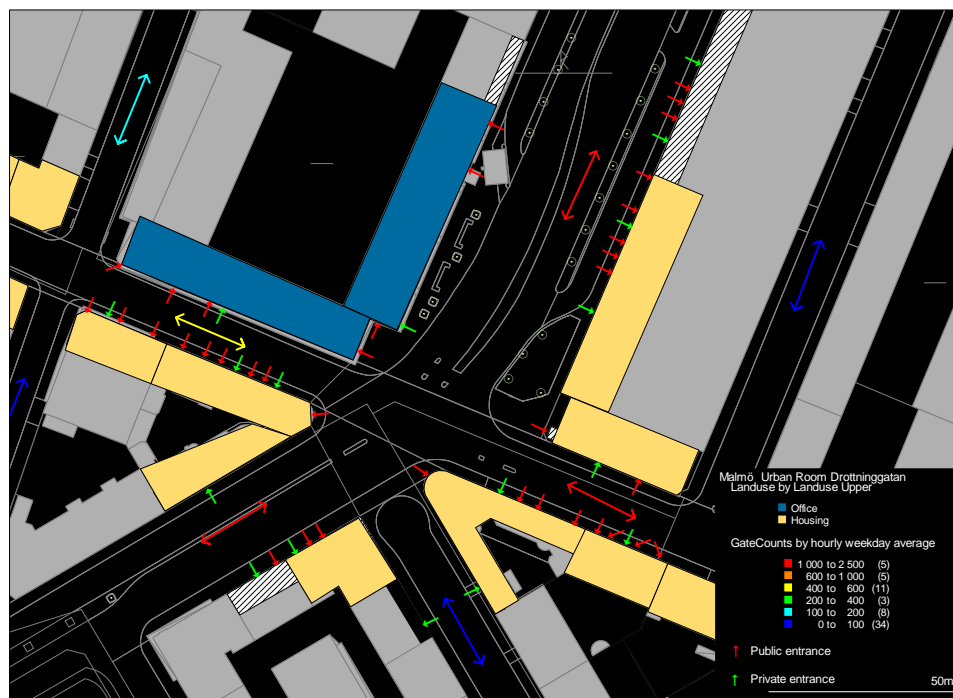 Malmö Urban Room Drottninggatan
Landuse by Landuse Upper
Office
Housing
GateCounts by hourly weekday average
1 000 to 2 500 (5)
600 to 1 000 (5)
400 to 600 (11)
200 to 400 (3)
100 to 200 (8)
0 to 100 (34)
Public entrance
Private entrance
50m